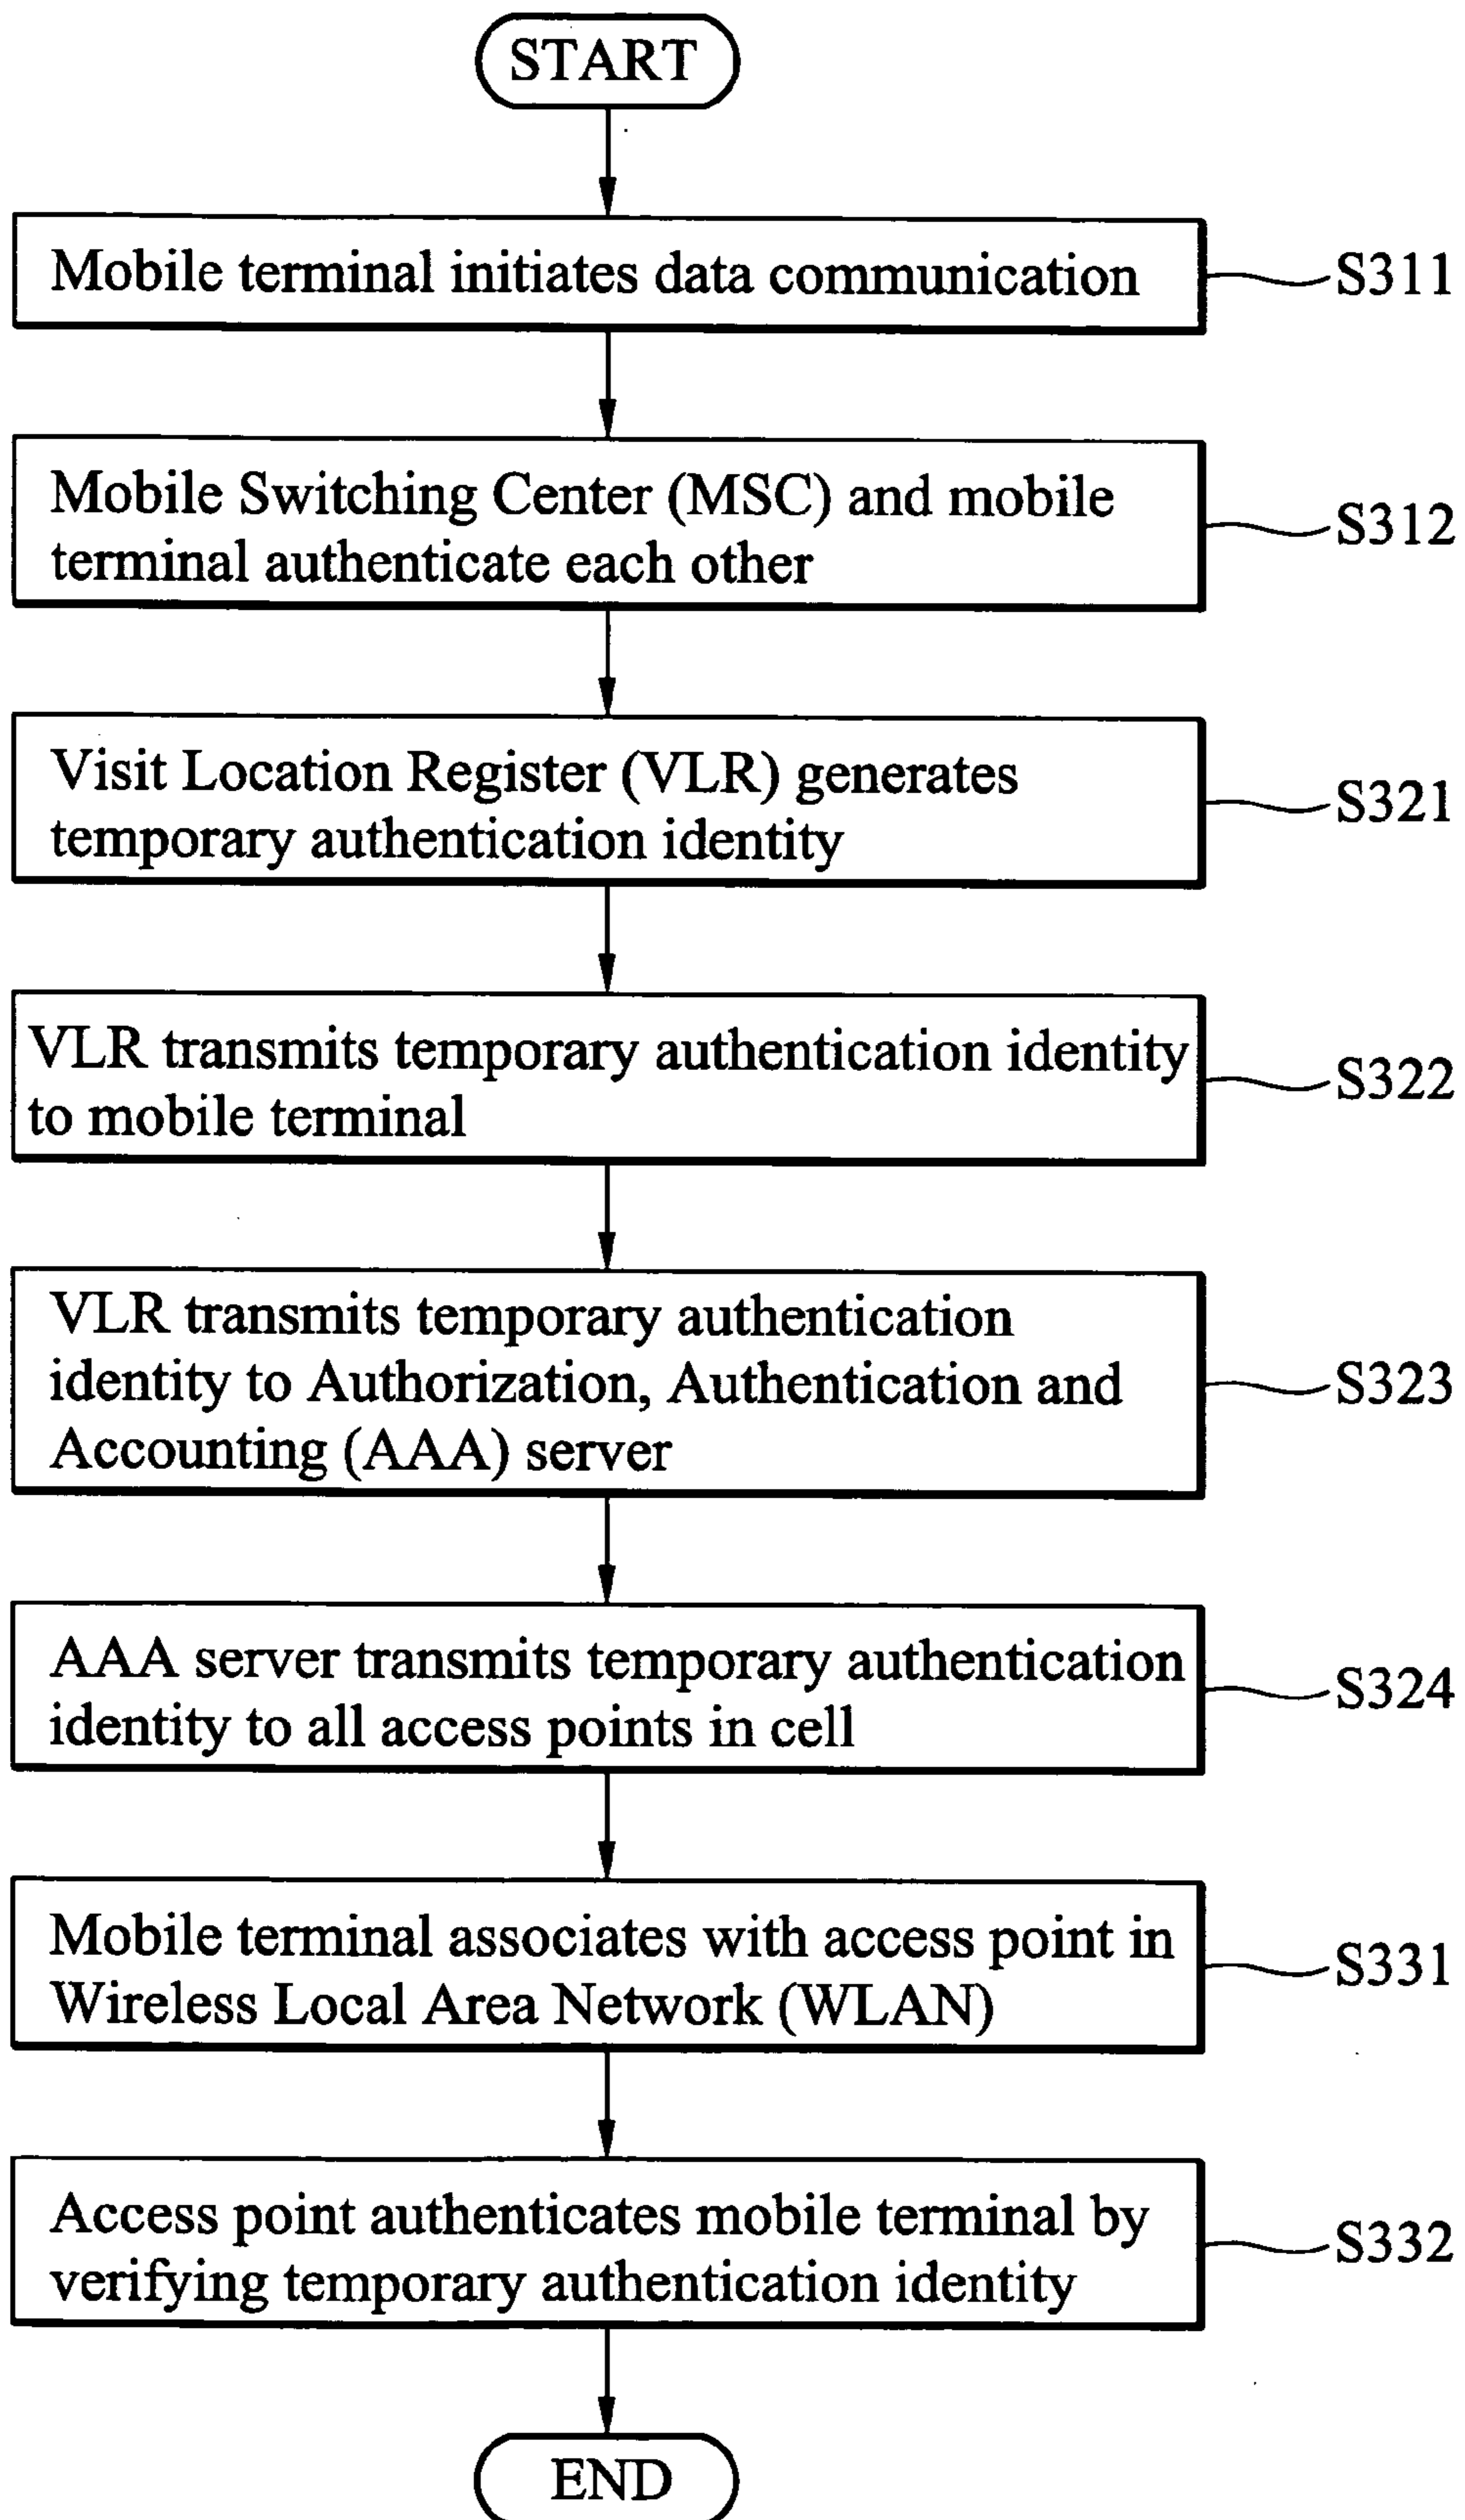 START
Mobile terminal initiates data communication
S311
Mobile Switching Center (MSC) and mobile
terminal authenticate each other
S312
Visit Location Register (VLR) generates
temporary authentication identity
S321
VLR transmits temporary authentication identity
to mobile terminal
S322
VLR transmits temporary authentication
identity to Authorization, Authentication and
Accounting (AAA) server
S323
AAA server transmits temporary authentication
identity to all access points in cell
S324
Mobile terminal associates with access point in
Wireless Local Area Network (WLAN)
S331
Access point authenticates mobile terminal by
verifying temporary authentication identity
S332
END